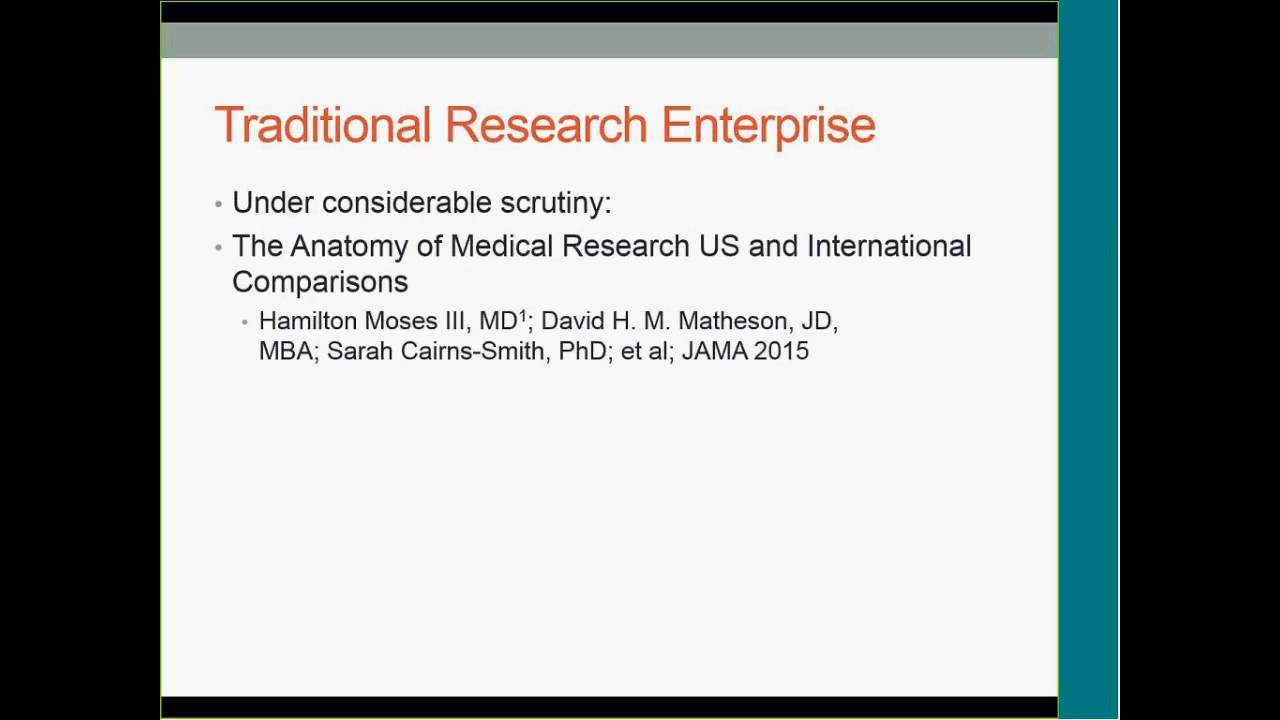 Traditional Research Enterprise
• Under considerable scrutiny:
• The Anatomy of Medical Research US and International
Comparisons
• Hamilton Moses III, MD¹; David H. M. Matheson, JD,
MBA; Sarah Cairns-Smith, PhD; et al; JAMA 2015